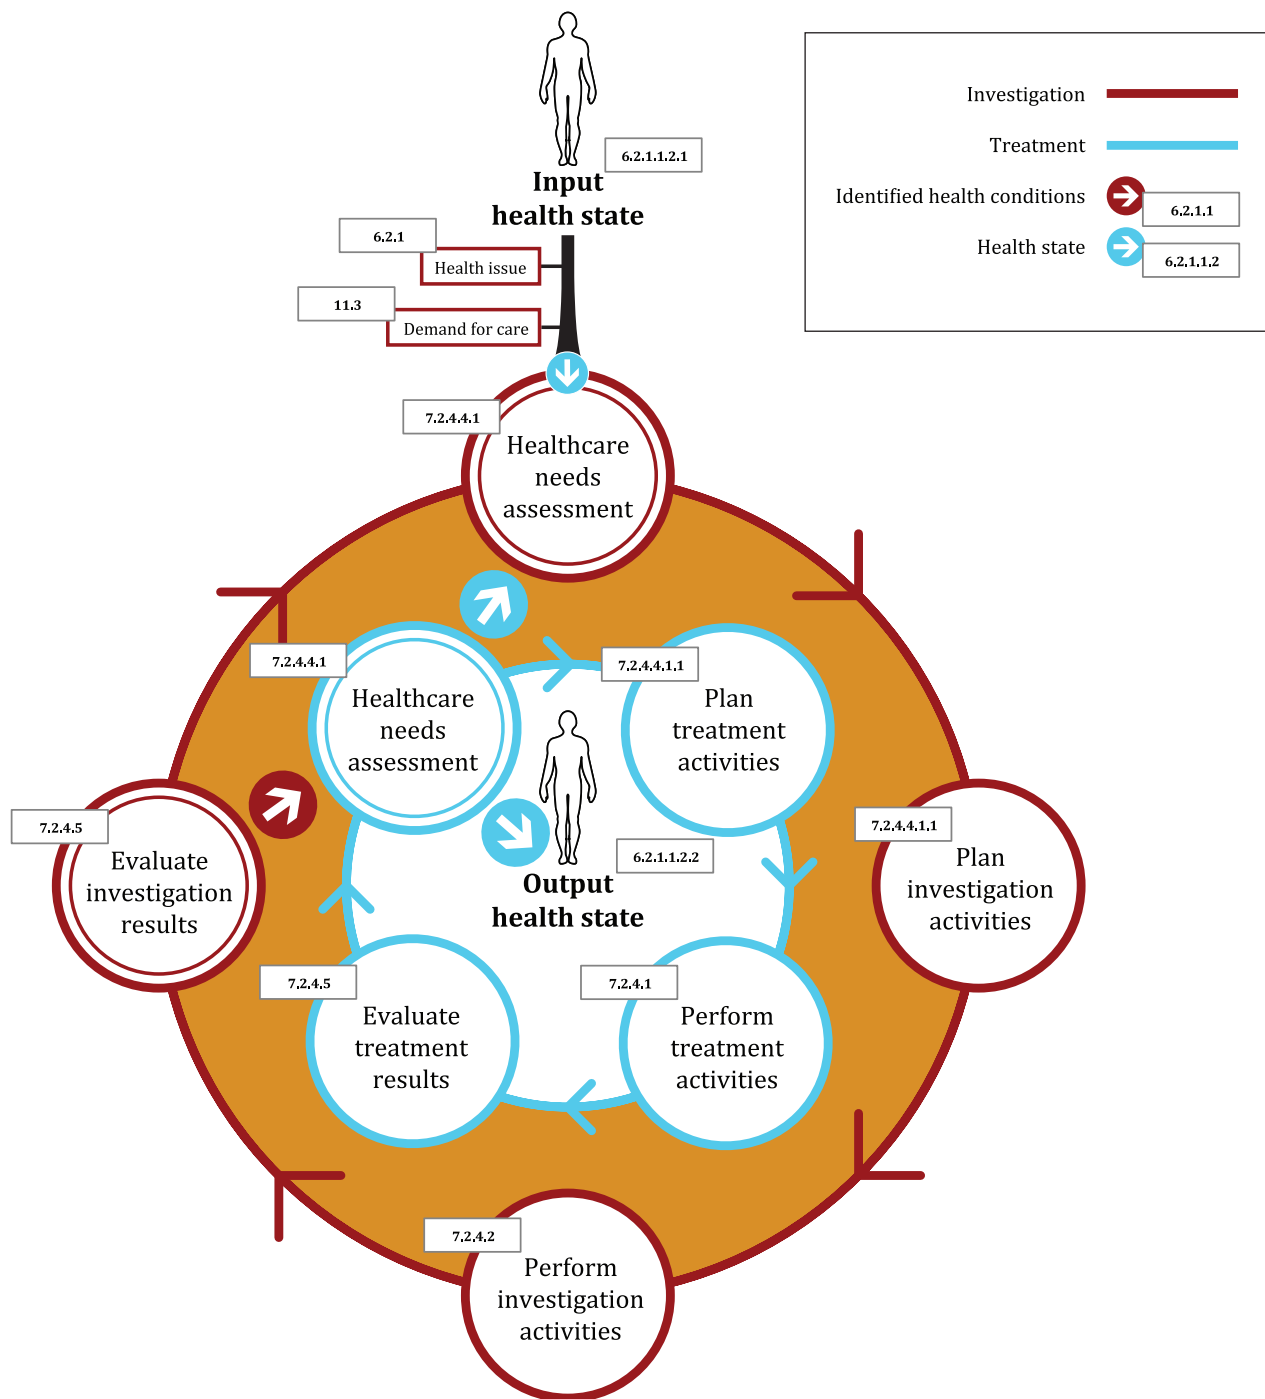 6.2.1.1.2.1
Input
health state
6.2.1
Health issue
11.3
Demand for care
Investigation
Treatment
Identified health conditions
6.2.1.1
Health state
6.2.1.1.2
7.2.4.4.1
Healthcare
needs
assessment
7.2.4.4.1
Healthcare
needs
assessment
7.2.4.4.1.1
Plan
treatment
activities
7.2.4.5
Evaluate
investigation
results
6.2.1.1.2.2
Output
health state
7.2.4.4.1.1
Plan
investigation
activities
7.2.4.5
Evaluate
treatment
results
7.2.4.1
Perform
treatment
activities
7.2.4.2
Perform
investigation
activities